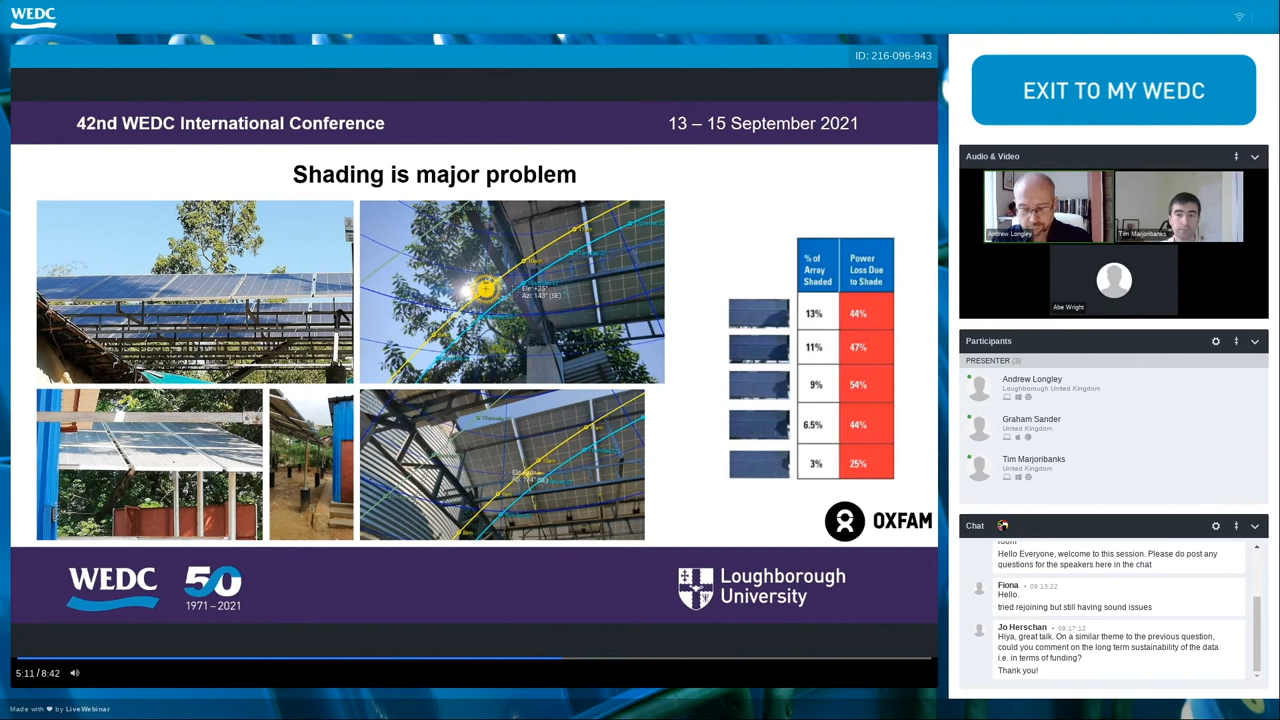 WEDC
ID: 216-096-943
42nd WEDC International Conference
13 – 15 September 2021
Shading is major problem
% of Array Shaded
Power Loss Due to Shade
13% 44%
11% 47%
9% 54%
6.5% 44%
3% 25%
OXFAM
WEDC
50
1971 – 2021
Loughborough
University
5:11 / 8:42
Made with ❤ by LiveWebinar
EXIT TO MY WEDC
Audio & Video
Andrew Longley
Tim Marjoribanks
Abe Wright
Participants
PRESENTER (3)
Andrew Longley
Loughborough United Kingdom
Graham Sander
United Kingdom
Tim Marjoribanks
United Kingdom
Chat
room
Hello Everyone, welcome to this session. Please do post any
questions for the speakers here in the chat
Fiona • 09:13:22
Hello.
tried rejoining but still having sound issues
Jo Herschan • 09:17:12
Hiya, great talk. On a similar theme to the previous question,
could you comment on the long term sustainability of the data
i.e. in terms of funding?
Thank you!